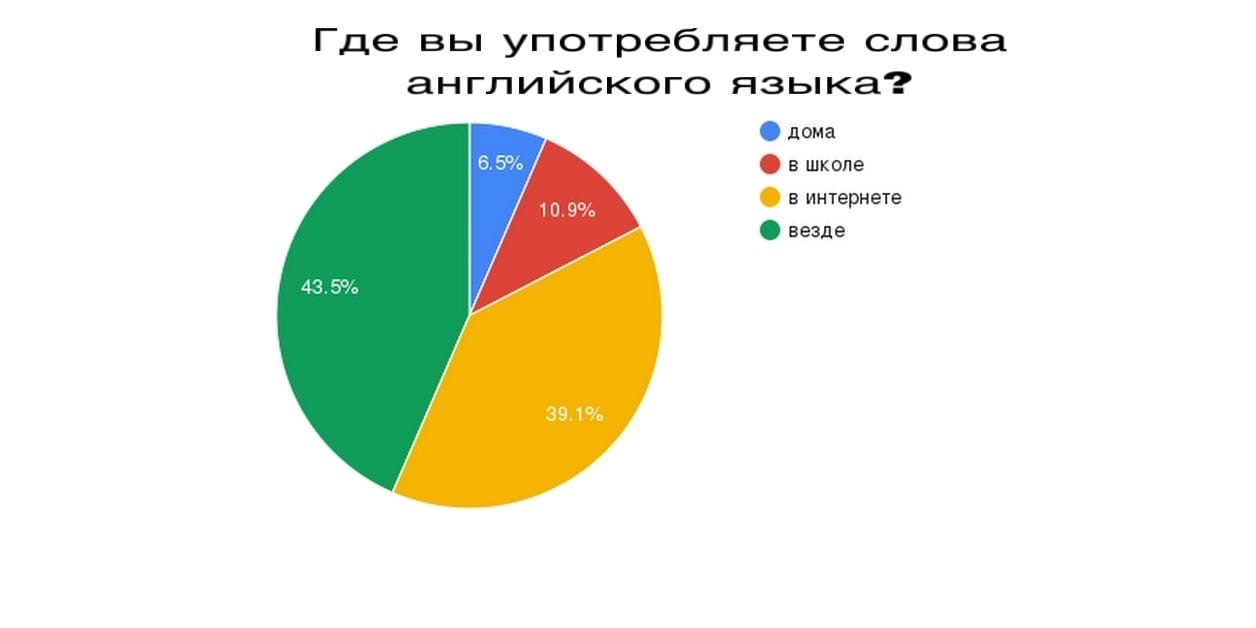 Где вы употребляете слова
английского языка?
дома
в школе
в интернете
везде
6.5%
10.9%
43.5%
39.1%